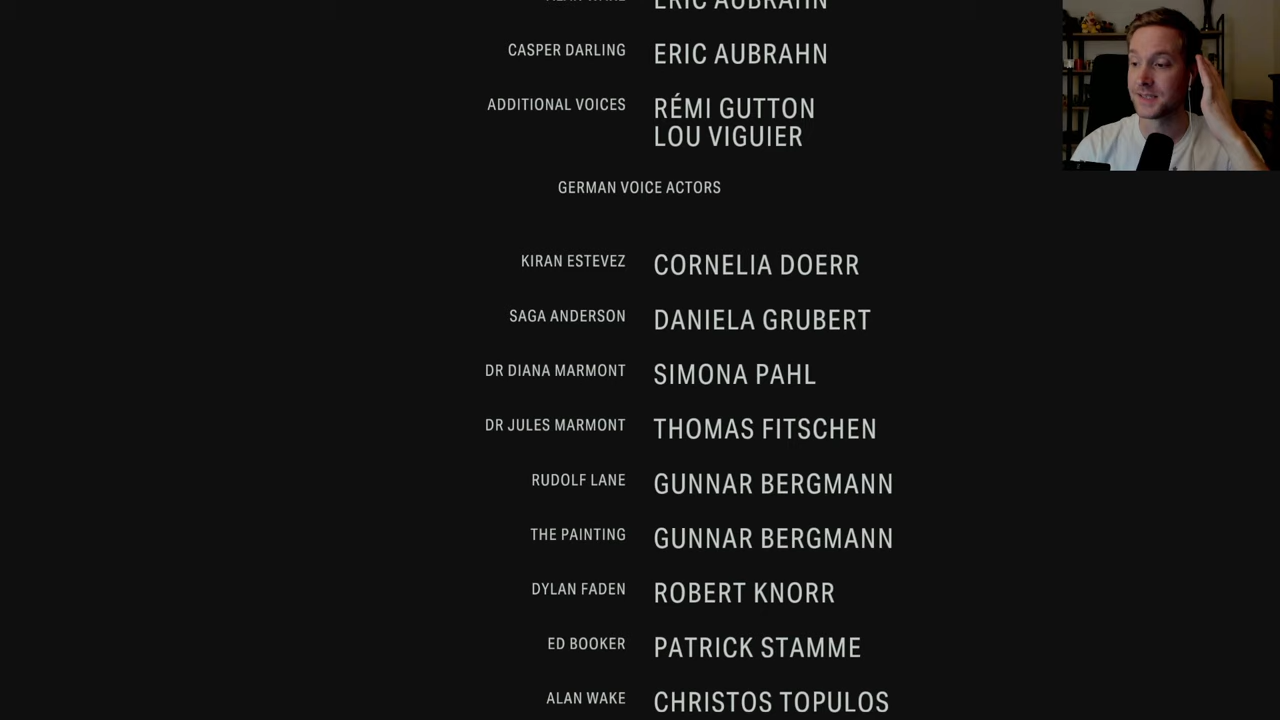 ERIC AUBRAHN
CASPER DARLING ERIC AUBRAHN
ADDITIONAL VOICES RÉMI GUTTON
LOU VIGUIER
GERMAN VOICE ACTORS
KIRAN ESTEVEZ CORNELIA DOERR
SAGA ANDERSON DANIELA GRUBERT
DR DIANA MARMONT SIMONA PAHL
DR JULES MARMONT THOMAS FITSCHEN
RUDOLF LANE GUNNAR BERGMANN
THE PAINTING GUNNAR BERGMANN
DYLAN FADEN ROBERT KNORR
ED BOOKER PATRICK STAMME
ALAN WAKE CHRISTOS TOPULOS